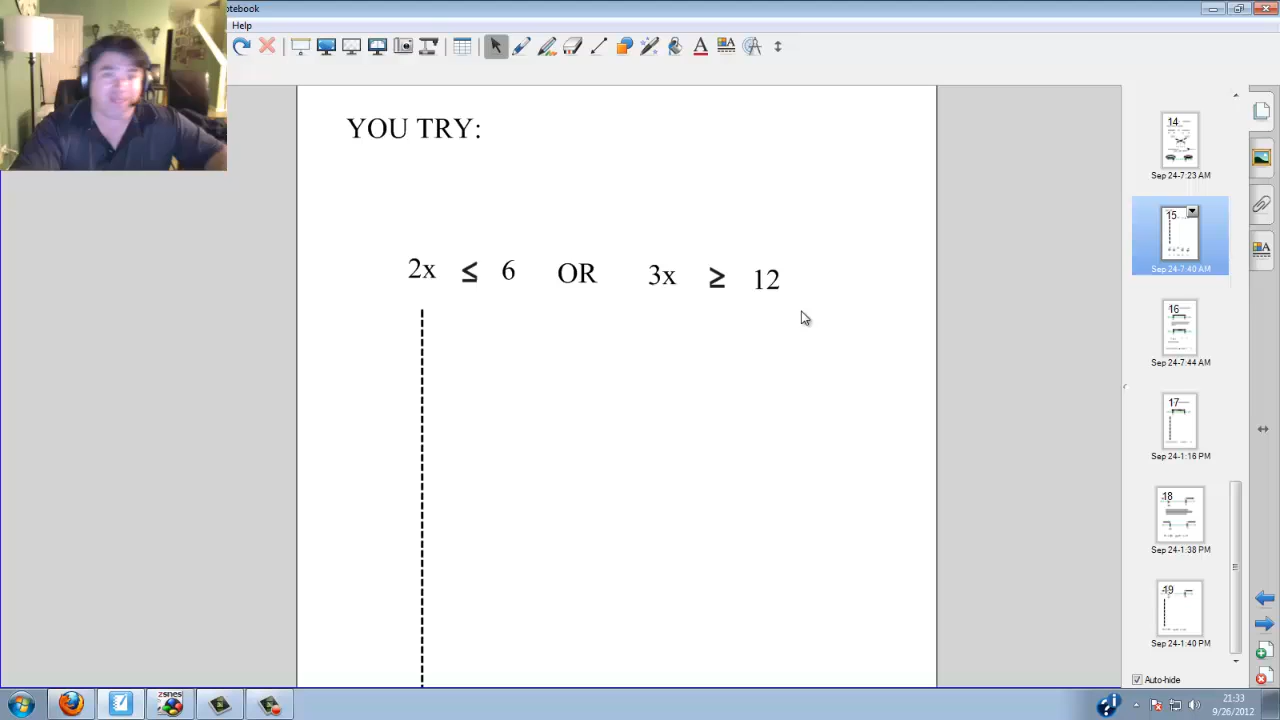 otebook
Help
YOU TRY:
2x ≤ 6 OR 3x ≥ 12
14
Sep 24-7:23 AM
15
Sep 24-7:40 AM
16
Sep 24-7:44 AM
17
Sep 24-1:16 PM
18
Sep 24-1:38 PM
19
Sep 24-1:40 PM
Auto-hide
zsnes
21:33
9/26/2012